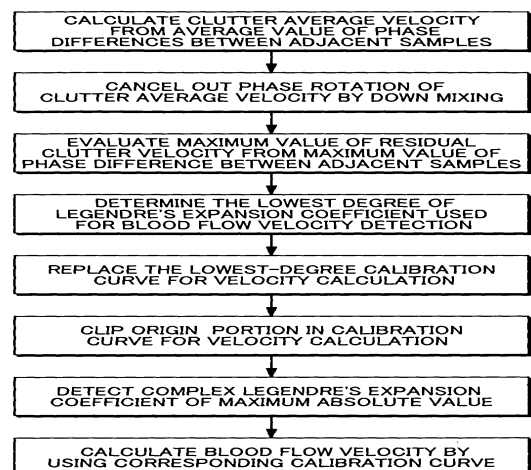 CALCULATE CLUTTER AVERAGE VELOCITY
FROM AVERAGE VALUE OF PHASE
DIFFERENCES BETWEEN ADJACENT SAMPLES
CANCEL OUT PHASE ROTATION OF
CLUTTER AVERAGE VELOCITY BY DOWN MIXING
EVALUATE MAXIMUM VALUE OF RESIDUAL
CLUTTER VELOCITY FROM MAXIMUM VALUE OF
PHASE DIFFERENCE BETWEEN ADJACENT SAMPLES
DETERMINE THE LOWEST DEGREE OF
LEGENDRE'S EXPANSION COEFFICIENT USED
FOR BLOOD FLOW VELOCITY DETECTION
REPLACE THE LOWEST-DEGREE CALIBRATION
CURVE FOR VELOCITY CALCULATION
CLIP ORIGIN PORTION IN CALIBRATION
CURVE FOR VELOCITY CALCULATION
DETECT COMPLEX LEGENDRE'S EXPANSION
COEFFICIENT OF MAXIMUM ABSOLUTE VALUE
CALCULATE BLOOD FLOW VELOCITY BY
USING CORRESPONDING CALIBRATION CURVE